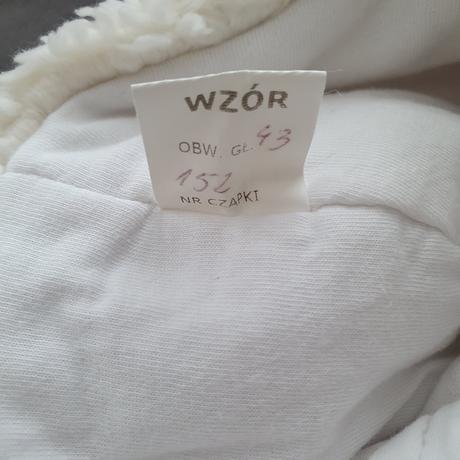 WZÓR
OBW. GŁ. 43
152
NR CZAPKI